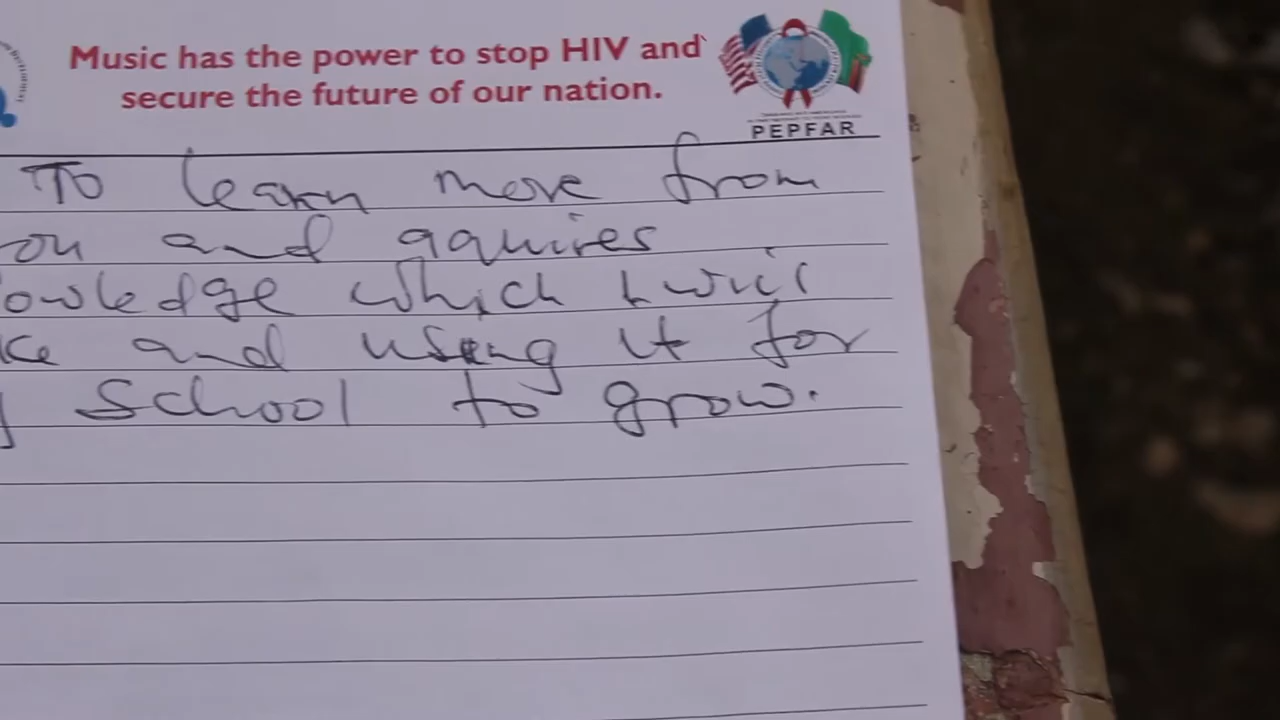 Music has the power to stop HIV and
secure the future of our nation.
PEPFAR
To learn more from
ou and aquires
owledge which
ke and using it for
School to grow.